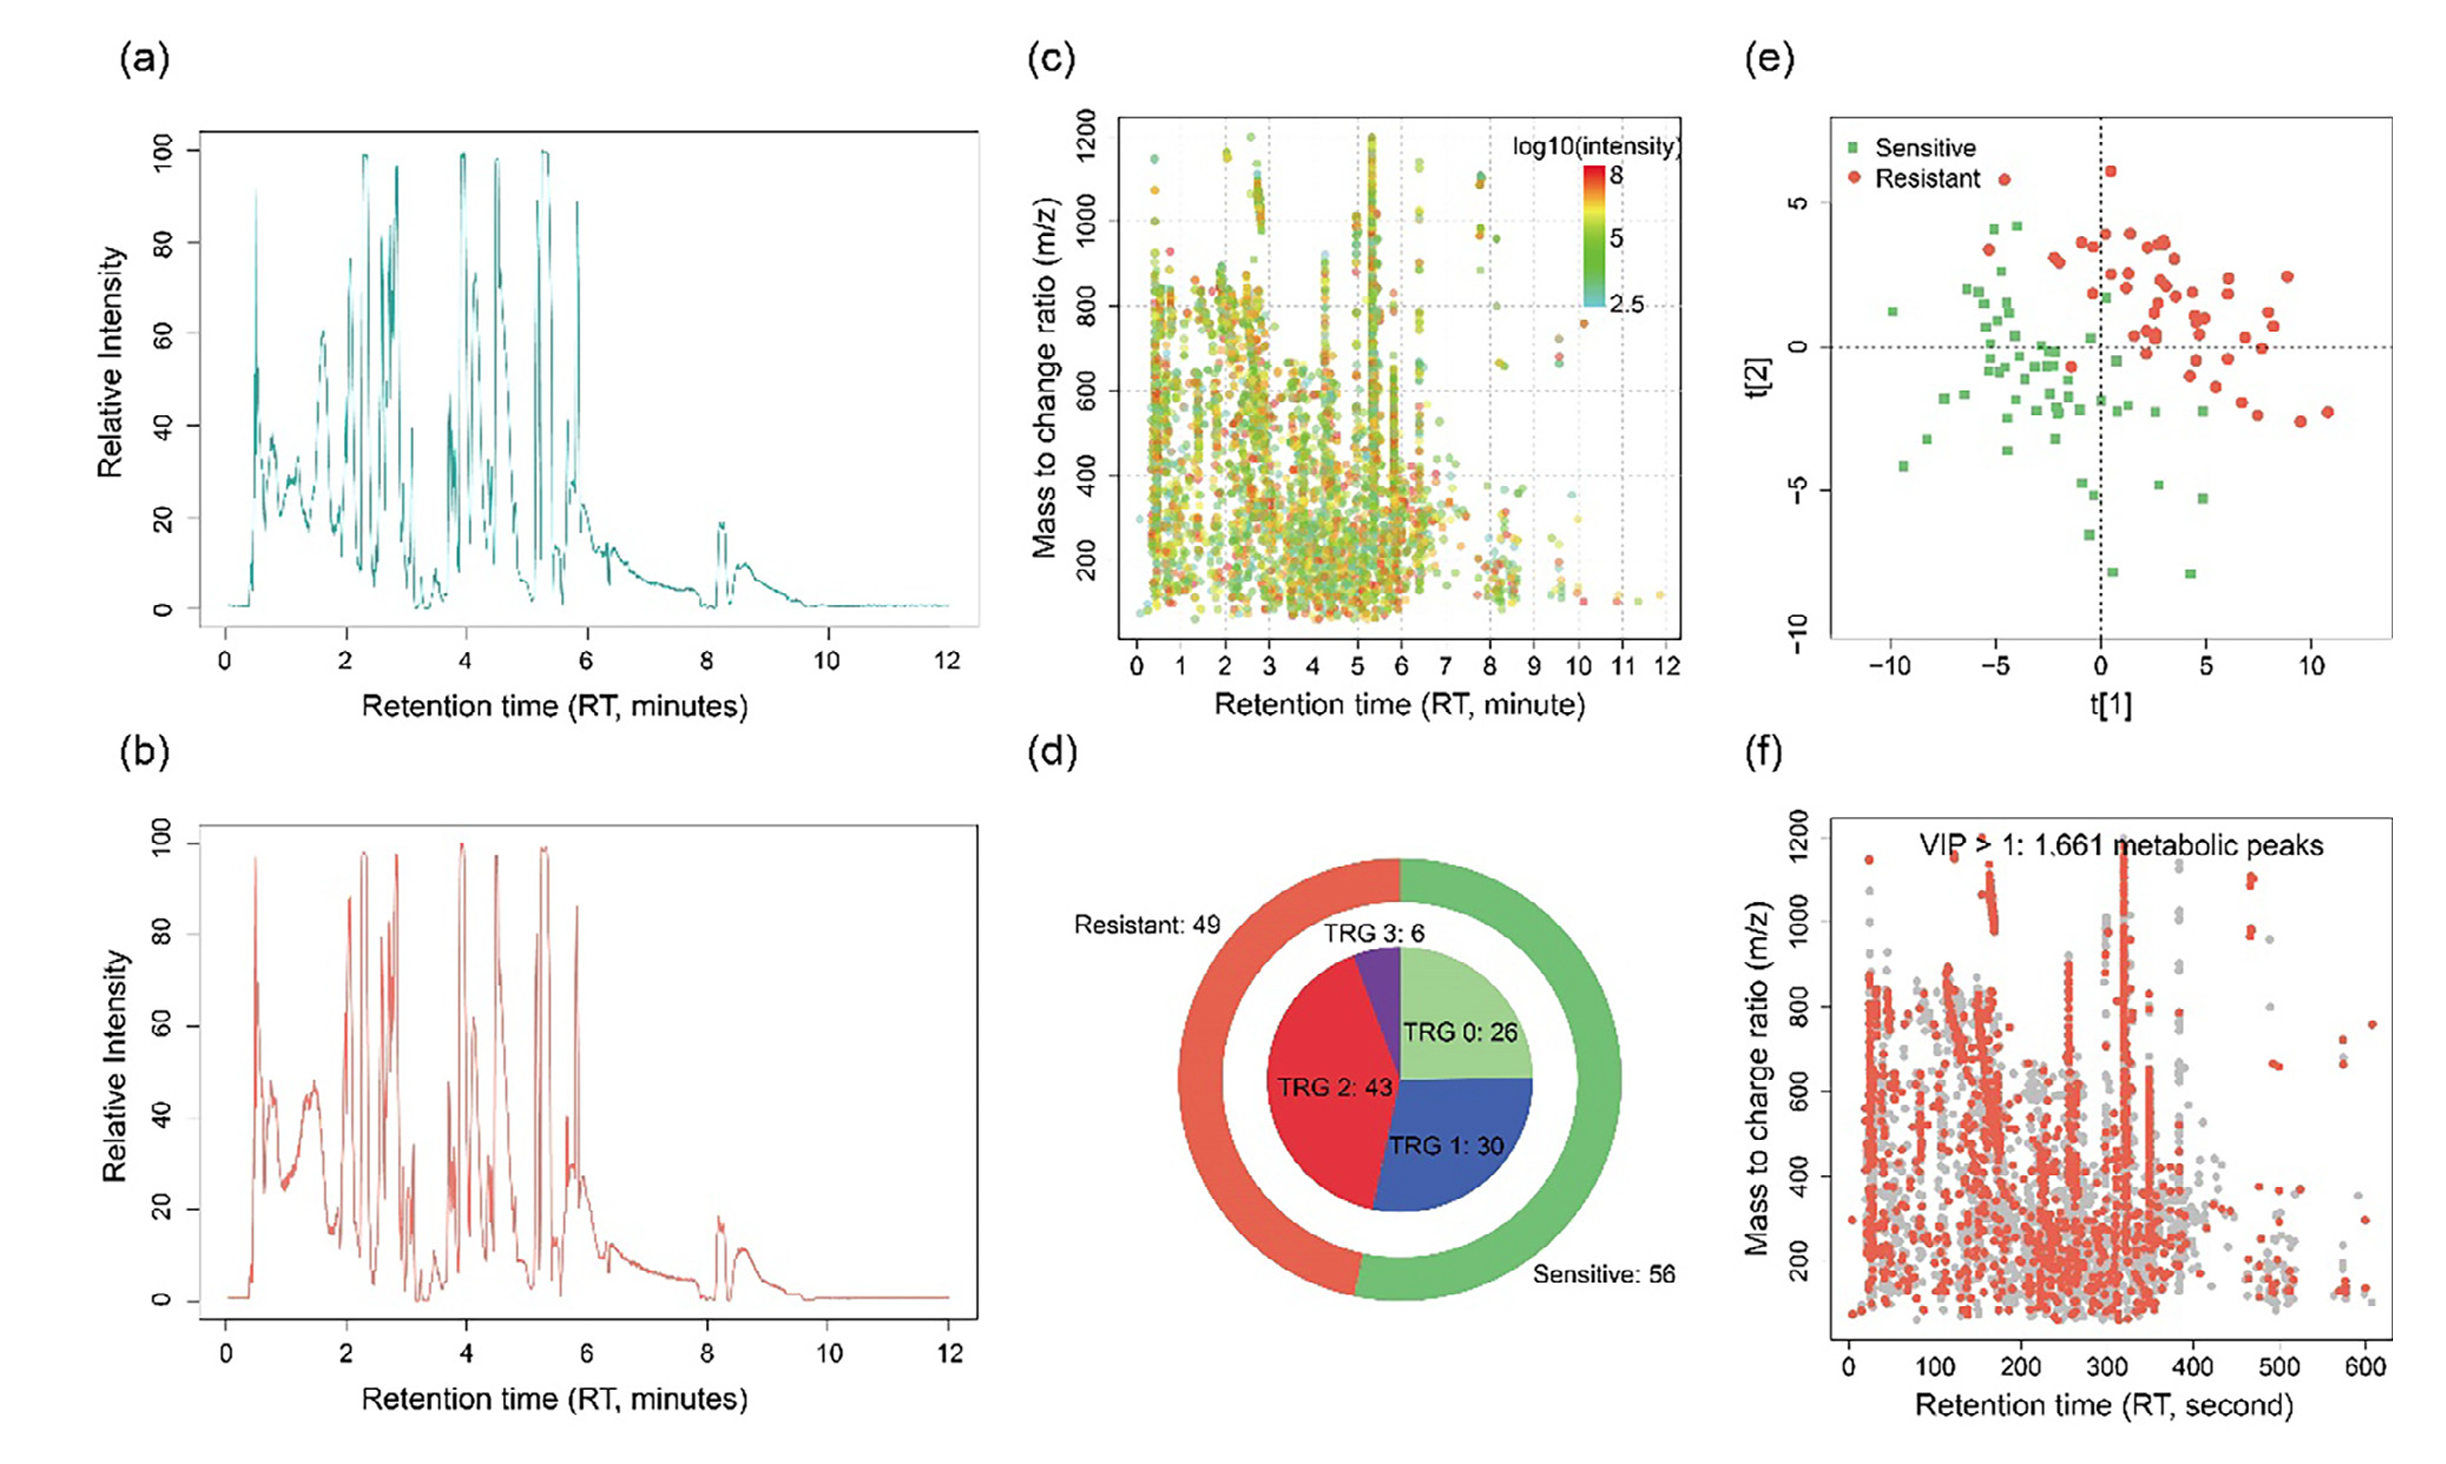 (a)
100
80
60
40
20
0
Relative Intensity
0 2 4 6 8 10 12
Retention time (RT, minutes)
(b)
100
80
60
40
20
0
Relative Intensity
0 2 4 6 8 10 12
Retention time (RT, minutes)
(c)
1200
1000
800
600
400
200
Mass to change ratio (m/z)
log10(intensity)
8
5
2.5
0 1 2 3 4 5 6 7 8 9 10 11 12
Retention time (RT, minute)
(d)
Resistant: 49
TRG 3: 6
TRG 0: 26
TRG 2: 43
TRG 1: 30
Sensitive: 56
(e)
Sensitive
Resistant
5
0
−5
−10
t[2]
−10 −5 0 5 10
t[1]
(f)
VIP > 1: 1,661 metabolic peaks
1200
1000
800
600
400
200
Mass to charge ratio (m/z)
0 100 200 300 400 500 600
Retention time (RT, second)